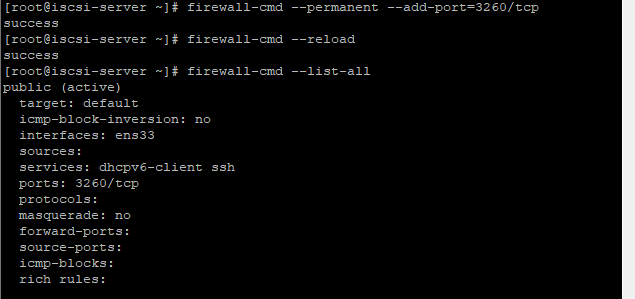 [root@iscsi-server ~]# firewall-cmd --permanent --add-port=3260/tcp
success
[root@iscsi-server ~]# firewall-cmd --reload
success
[root@iscsi-server ~]# firewall-cmd --list-all
public (active)
  target: default
  icmp-block-inversion: no
  interfaces: ens33
  sources:
  services: dhcpv6-client ssh
  ports: 3260/tcp
  protocols:
  masquerade: no
  forward-ports:
  source-ports:
  icmp-blocks:
  rich rules: